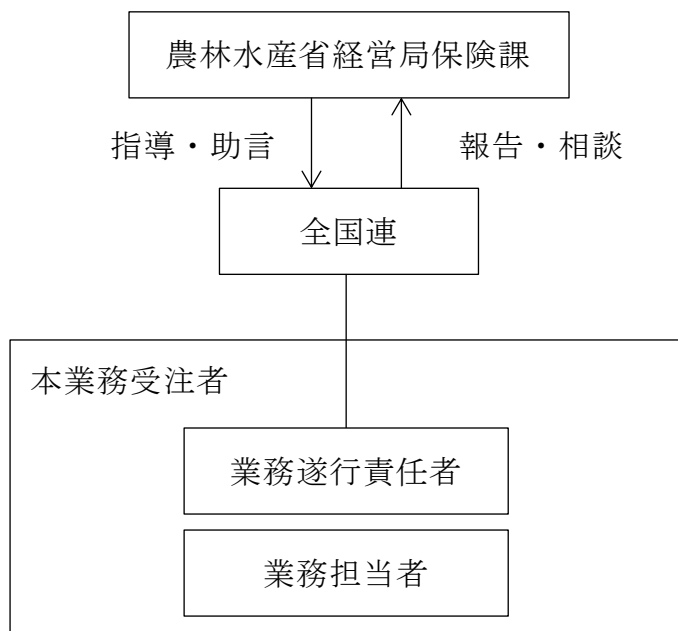 農林水産省経営局保険課
指導・助言
報告・相談
全国連
本業務受注者
業務遂行責任者
業務担当者